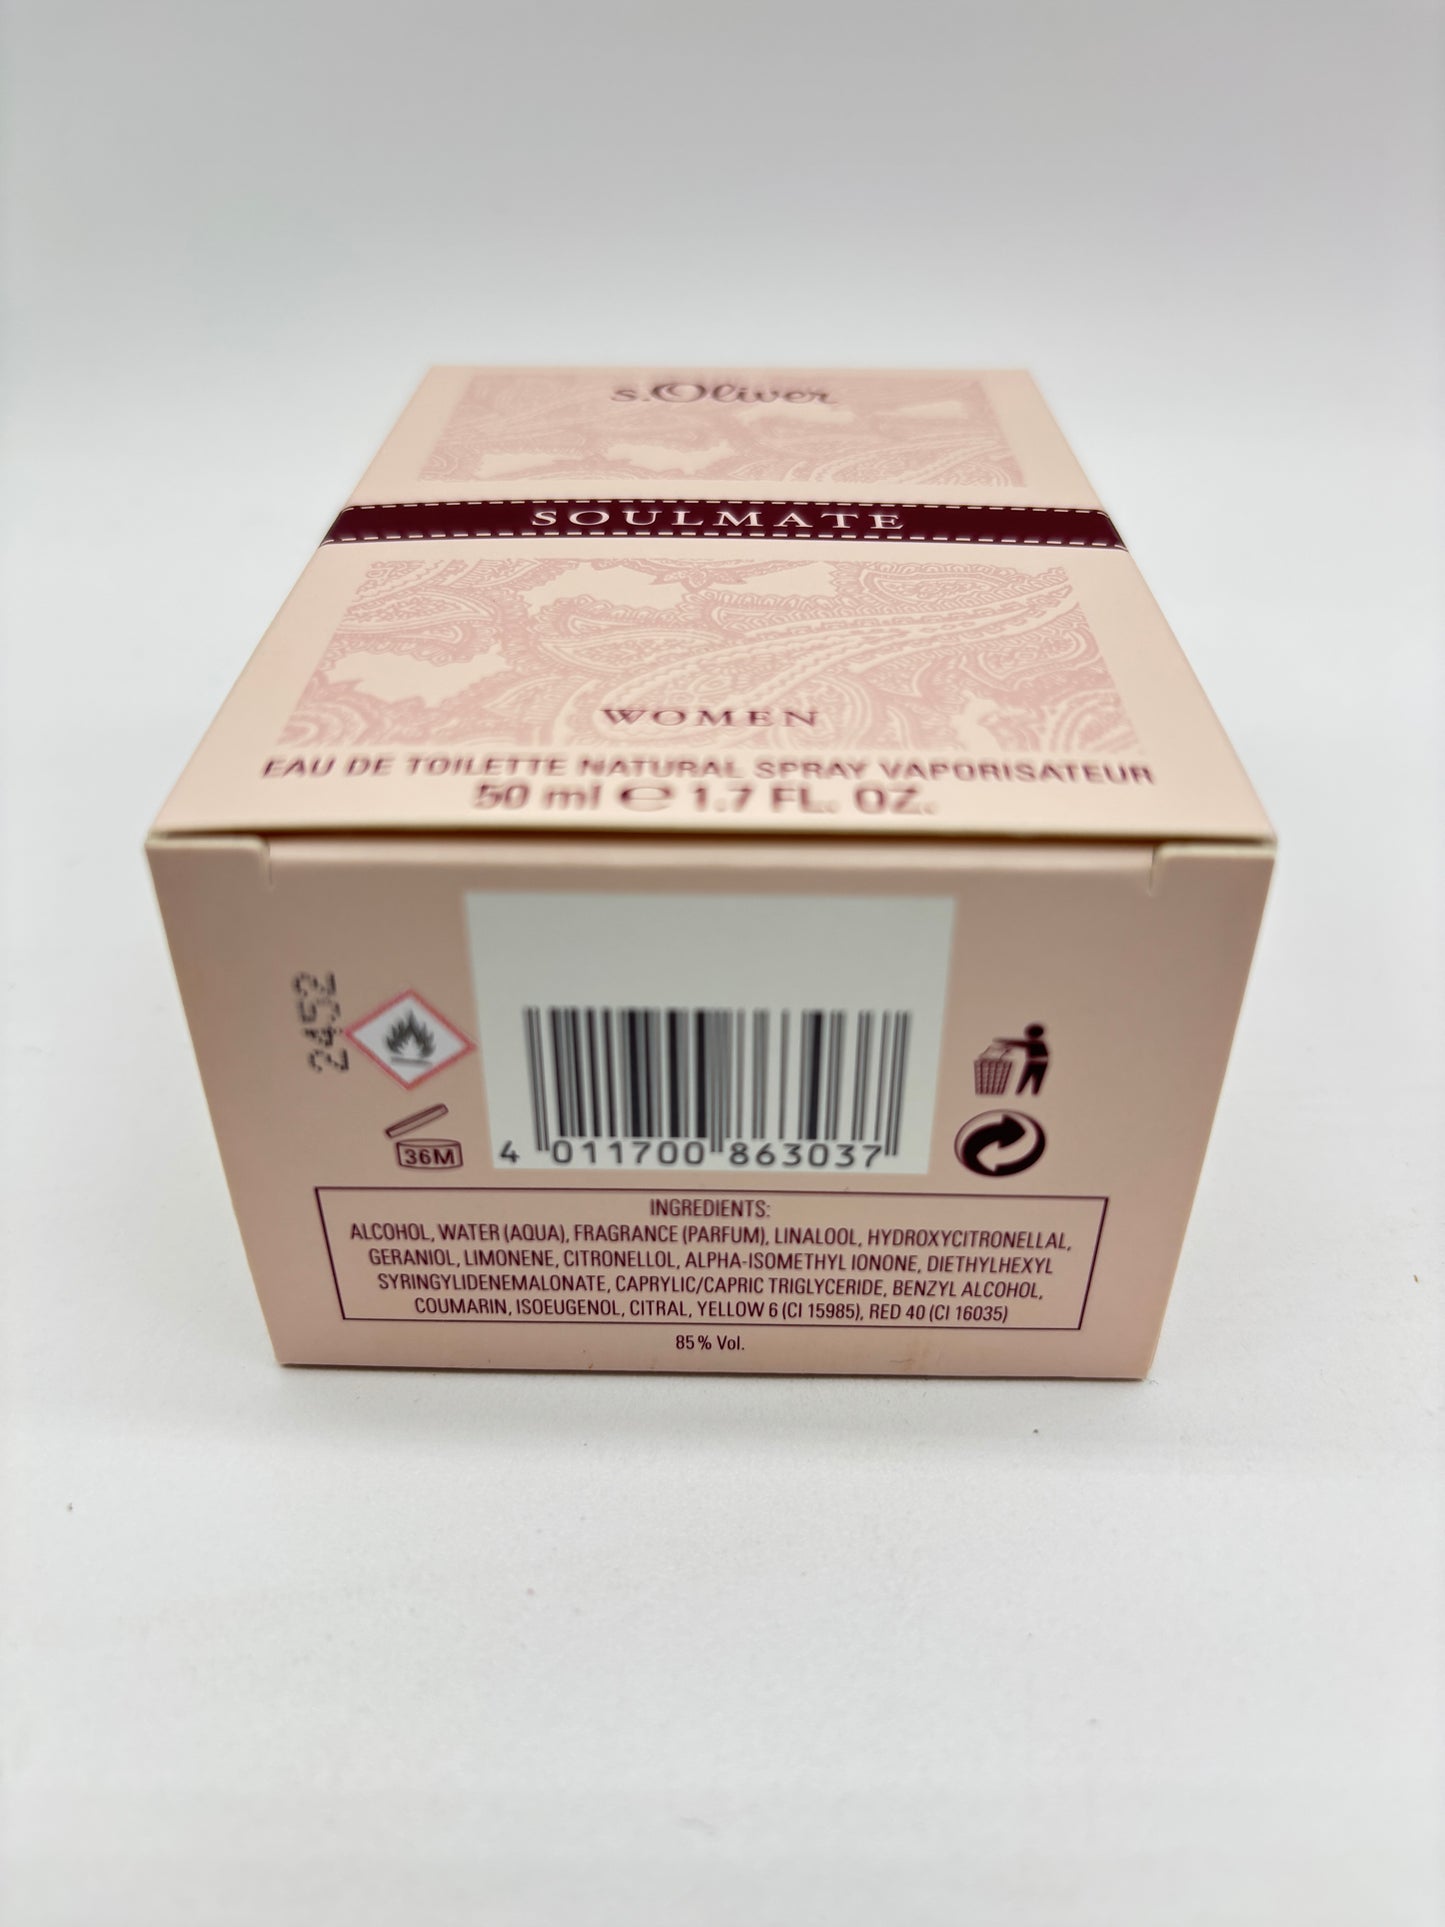 s.Oliver
SOULMATE
WOMEN
EAU DE TOILETTE NATURAL SPRAY VAPORISATEUR
50 ml ℮ 1.7 FL. OZ.
2452
36M
4 011700 863037
INGREDIENTS:
ALCOHOL, WATER (AQUA), FRAGRANCE (PARFUM), LINALOOL, HYDROXYCITRONELLAL,
GERANIOL, LIMONENE, CITRONELLOL, ALPHA-ISOMETHYL IONONE, DIETHYLHEXYL
SYRINGYLIDENEMALONATE, CAPRYLIC/CAPRIC TRIGLYCERIDE, BENZYL ALCOHOL,
COUMARIN, ISOEUGENOL, CITRAL, YELLOW 6 (CI 15985), RED 40 (CI 16035)
85% Vol.